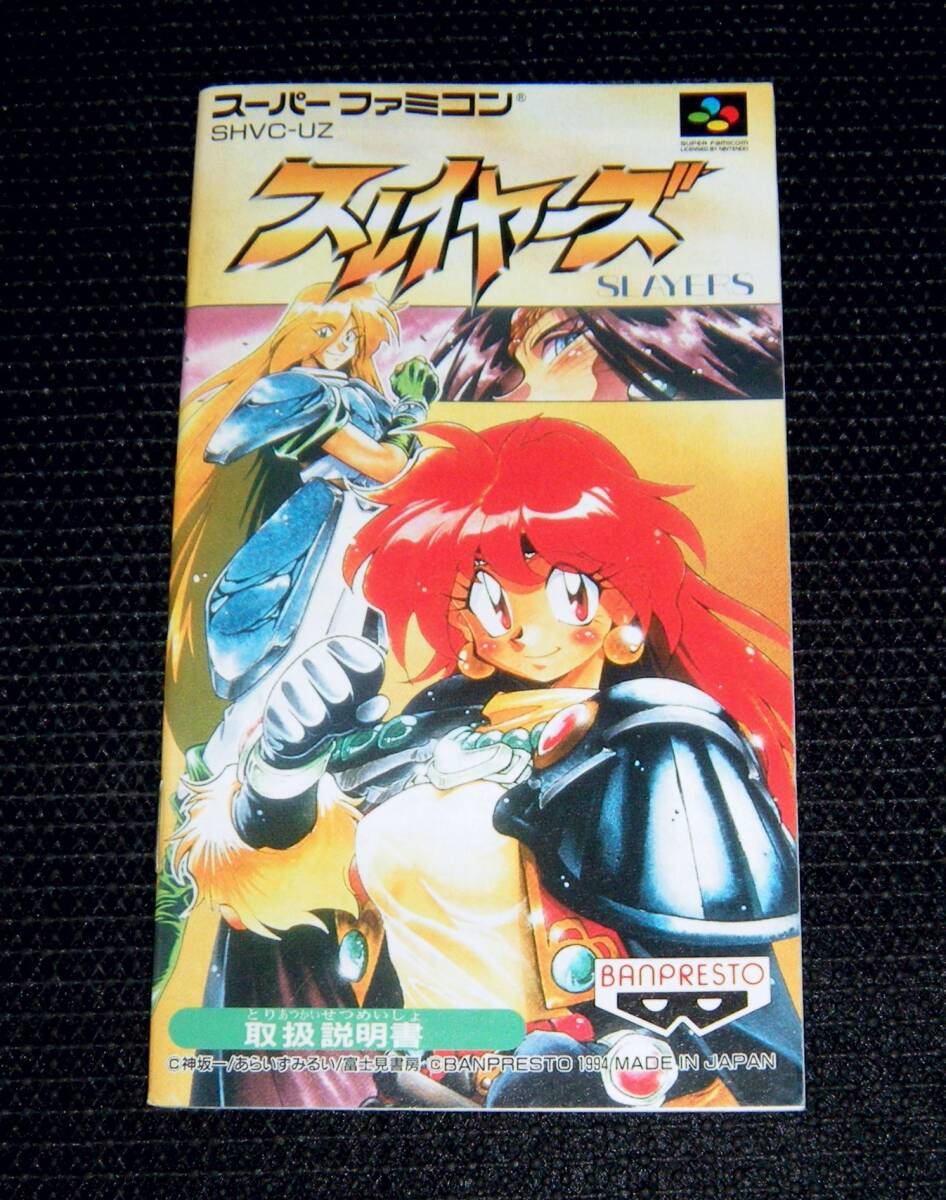 スーパーファミコン®
SHVC-UZ
SUPER FAMICOM
LICENSED BY NINTENDO
スレイヤーズ
SLAYERS
BANPRESTO
とりあつかいせつめいしょ
取扱説明書
©神坂一/あらいずみるい/富士見書房 ©BANPRESTO 1994 MADE IN JAPAN